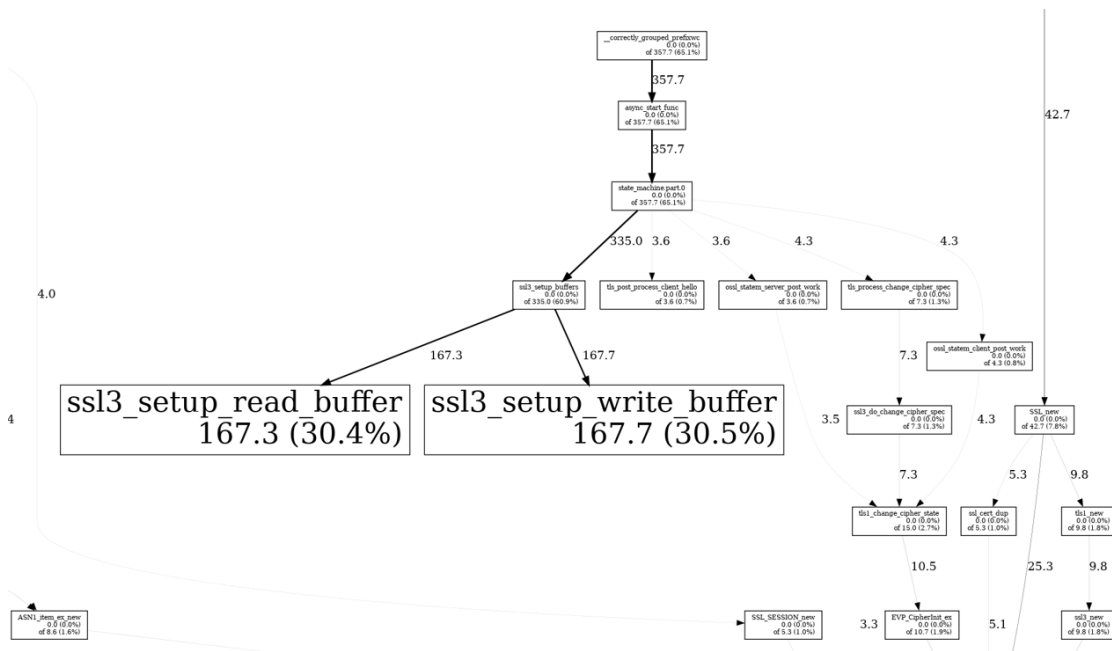 __correctly_grouped_prefixwc
0.0 (0.0%)
of 357.7 (65.1%)
357.7
42.7
async_start_func
0.0 (0.0%)
of 357.7 (65.1%)
357.7
state_machine.part.0
0.0 (0.0%)
of 357.7 (65.1%)
335.0
3.6
3.6
4.3
4.3
4.0
ssl3_setup_buffers
0.0 (0.0%)
of 335.0 (60.9%)
tls_post_process_client_hello
0.0 (0.0%)
of 3.6 (0.7%)
ossl_statem_server_post_work
0.0 (0.0%)
of 3.6 (0.7%)
tls_process_change_cipher_spec
0.0 (0.0%)
of 7.3 (1.3%)
167.3
167.7
7.3
ossl_statem_client_post_work
0.0 (0.0%)
of 4.3 (0.8%)
4
ssl3_setup_read_buffer
167.3 (30.4%)
ssl3_setup_write_buffer
167.7 (30.5%)
3.5
ssl3_do_change_cipher_spec
0.0 (0.0%)
of 7.3 (1.3%)
4.3
SSL_new
0.0 (0.0%)
of 42.7 (7.8%)
7.3
5.3
9.8
tls1_change_cipher_state
0.0 (0.0%)
of 15.0 (2.7%)
ssl_cert_dup
0.0 (0.0%)
of 5.3 (1.0%)
tls1_new
0.0 (0.0%)
of 9.8 (1.8%)
10.5
25.3
9.8
ASN1_item_ex_new
0.0 (0.0%)
of 8.6 (1.6%)
SSL_SESSION_new
0.0 (0.0%)
of 5.3 (1.0%)
3.3
EVP_CipherInit_ex
0.0 (0.0%)
of 10.7 (1.9%)
5.1
ssl3_new
0.0 (0.0%)
of 9.8 (1.8%)